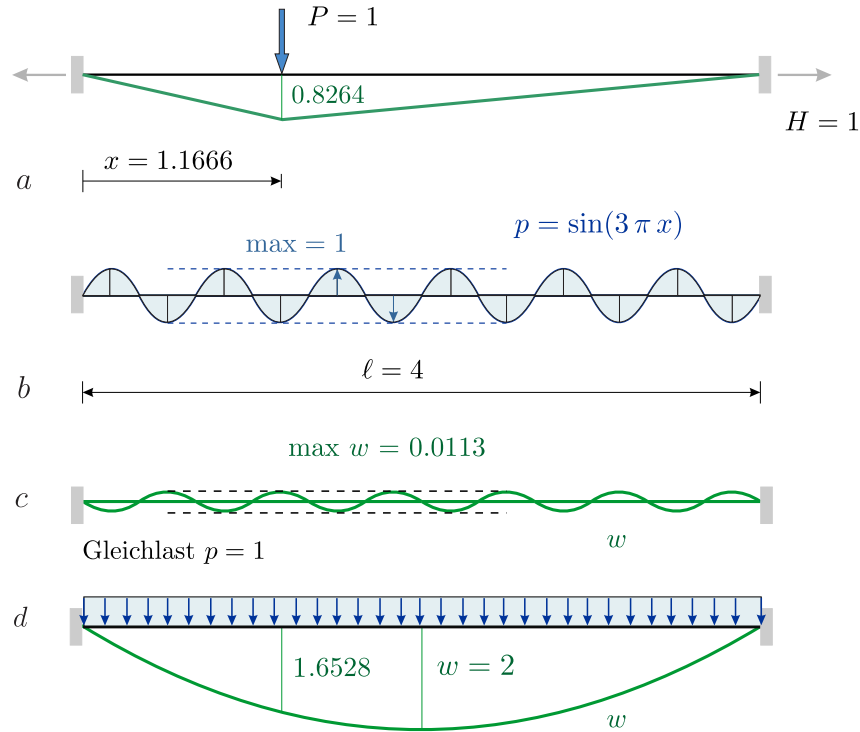 P = 1
0.8264
H = 1
x = 1.1666
a
p = sin(3 π x)
max = 1
ℓ = 4
b
max w = 0.0113
c
w
Gleichlast p = 1
d
1.6528
w = 2
w